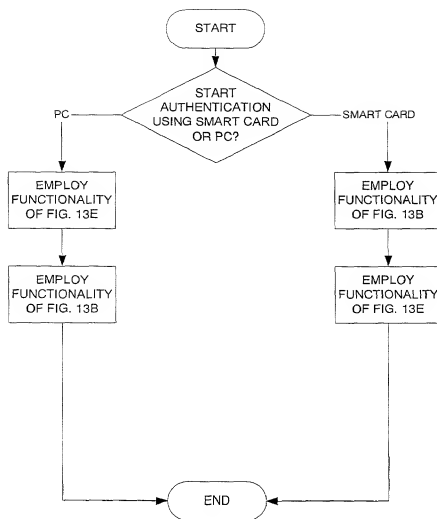 START
START
AUTHENTICATION
USING SMART CARD
OR PC?
PC
SMART CARD
EMPLOY
FUNCTIONALITY
OF FIG. 13E
EMPLOY
FUNCTIONALITY
OF FIG. 13B
EMPLOY
FUNCTIONALITY
OF FIG. 13B
EMPLOY
FUNCTIONALITY
OF FIG. 13E
END